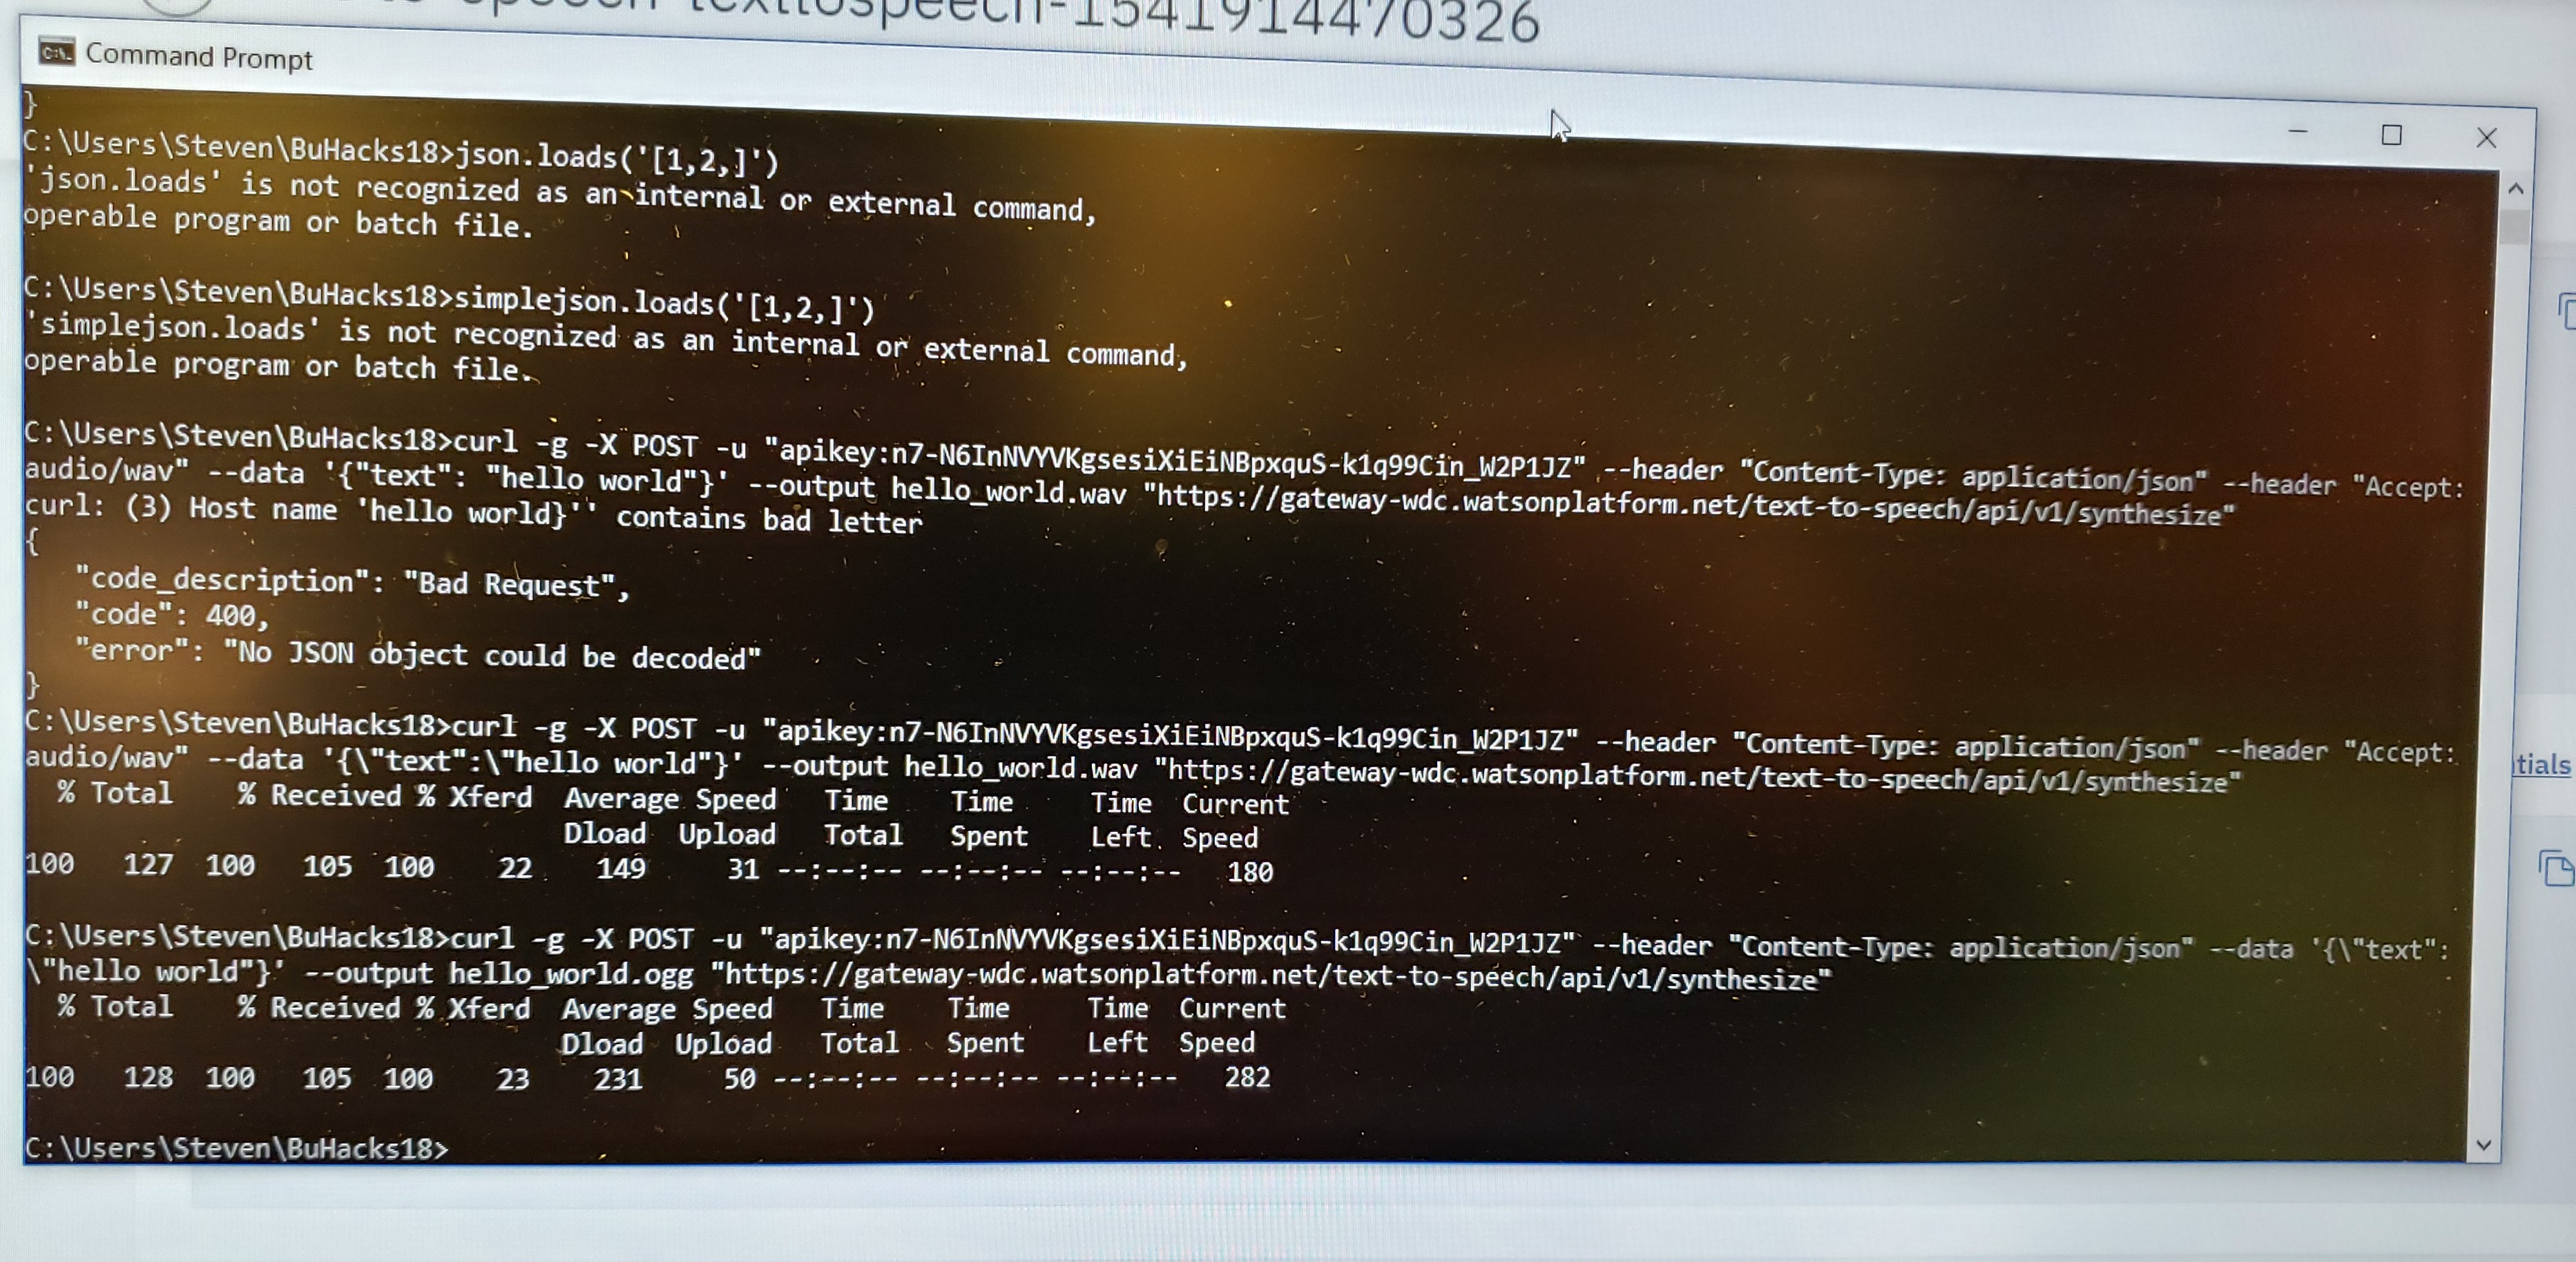 speech-texttospeech-1541914470326
Command Prompt
}
C:\Users\Steven\BuHacks18>json.loads('[1,2,]')
'json.loads' is not recognized as an internal or external command,
operable program or batch file.
C:\Users\Steven\BuHacks18>simplejson.loads('[1,2,]')
'simplejson.loads' is not recognized as an internal or external command,
operable program or batch file.
C:\Users\Steven\BuHacks18>curl -g -X POST -u "apikey:n7-N6InNVYVKgsesiXiEiNBpxquS-k1q99Cin_W2P1JZ" --header "Content-Type: application/json" --header "Accept:
audio/wav" --data '{"text": "hello world"}' --output hello_world.wav "https://gateway-wdc.watsonplatform.net/text-to-speech/api/v1/synthesize"
curl: (3) Host name 'hello world}'' contains bad letter
{
"code_description": "Bad Request",
"code": 400,
"error": "No JSON object could be decoded"
}
C:\Users\Steven\BuHacks18>curl -g -X POST -u "apikey:n7-N6InNVYVKgsesiXiEiNBpxquS-k1q99Cin_W2P1JZ" --header "Content-Type: application/json" --header "Accept:
audio/wav" --data '{\"text":\"hello world"}' --output hello_world.wav "https://gateway-wdc.watsonplatform.net/text-to-speech/api/v1/synthesize"
% Total % Received % Xferd Average Speed Time Time Time Current
Dload Upload Total Spent Left Speed
100 127 100 105 100 22 149 31 --:--:-- --:--:-- --:--:-- 180
C:\Users\Steven\BuHacks18>curl -g -X POST -u "apikey:n7-N6InNVYVKgsesiXiEiNBpxquS-k1q99Cin_W2P1JZ" --header "Content-Type: application/json" --data '{\"text":
\"hello world"}' --output hello_world.ogg "https://gateway-wdc.watsonplatform.net/text-to-speech/api/v1/synthesize"
% Total % Received % Xferd Average Speed Time Time Time Current
Dload Upload Total Spent Left Speed
100 128 100 105 100 23 231 50 --:--:-- --:--:-- --:--:-- 282
C:\Users\Steven\BuHacks18>
tials